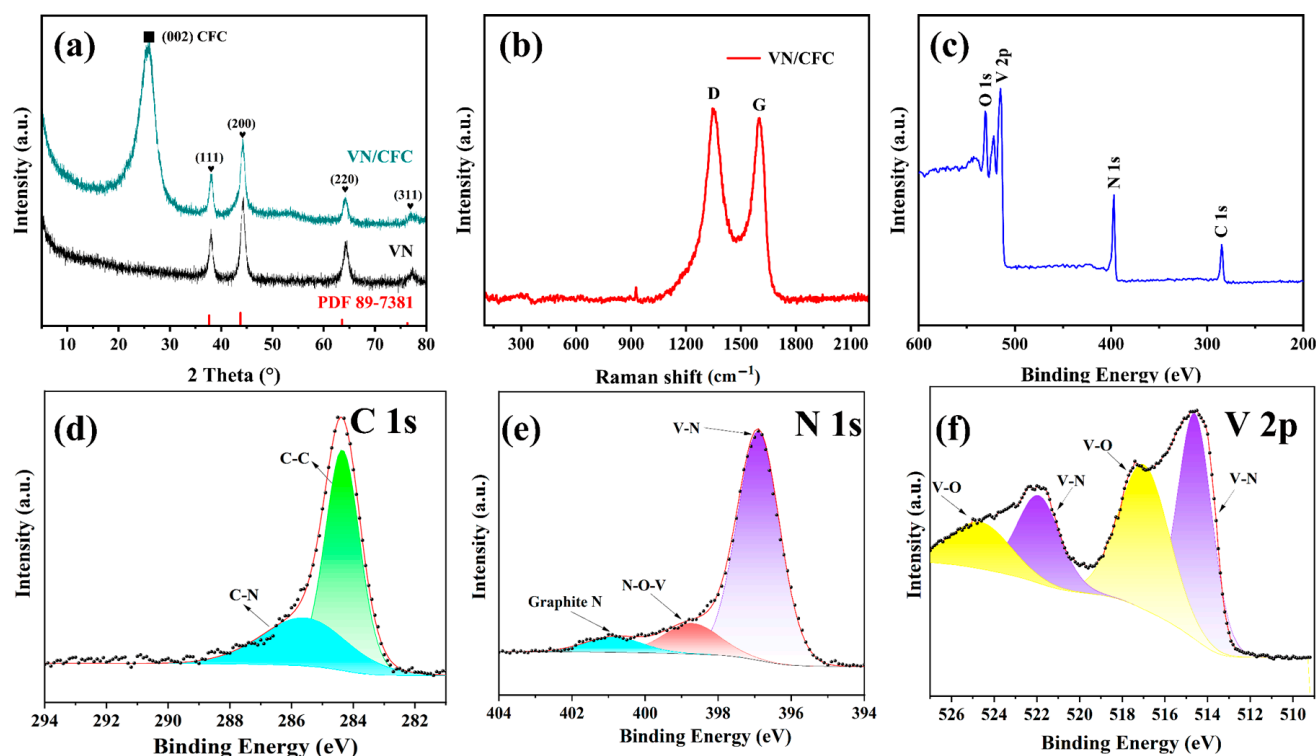 (a)
■ (002) CFC
(111)
(200)
(220)
(311)
VN/CFC
VN
PDF 89-7381
Intensity (a.u.)
10 20 30 40 50 60 70 80
2 Theta (°)
(b)
VN/CFC
D
G
Intensity (a.u.)
300 600 900 1200 1500 1800 2100
Raman shift (cm⁻¹)
(c)
O 1s
V 2p
N 1s
C 1s
Intensity (a.u.)
600 500 400 300 200
Binding Energy (eV)
(d)
C 1s
C-C
C-N
Intensity (a.u.)
294 292 290 288 286 284 282
Binding Energy (eV)
(e)
N 1s
V-N
N-O-V
Graphite N
Intensity (a.u.)
404 402 400 398 396 394
Binding Energy (eV)
(f)
V 2p
V-O
V-N
V-O
V-N
Intensity (a.u.)
526 524 522 520 518 516 514 512 510
Binding Energy (eV)